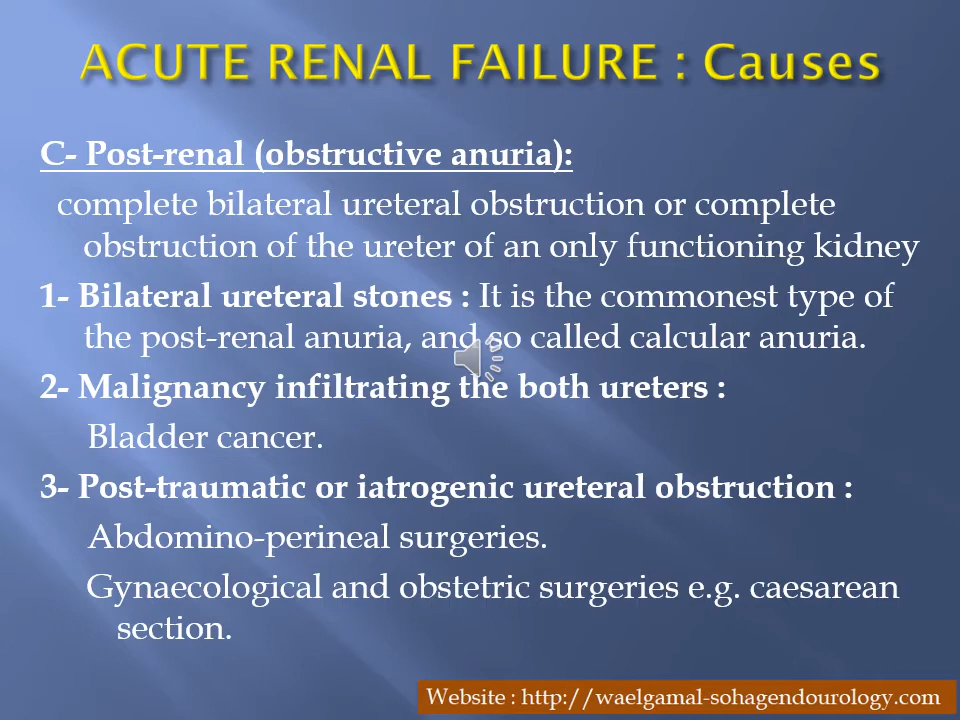 ACUTE RENAL FAILURE : Causes
C- Post-renal (obstructive anuria):
complete bilateral ureteral obstruction or complete
obstruction of the ureter of an only functioning kidney
1- Bilateral ureteral stones : It is the commonest type of
the post-renal anuria, and so called calcular anuria.
2- Malignancy infiltrating the both ureters :
Bladder cancer.
3- Post-traumatic or iatrogenic ureteral obstruction :
Abdomino-perineal surgeries.
Gynaecological and obstetric surgeries e.g. caesarean
section.
Website : http://waelgamal-sohagendourology.com